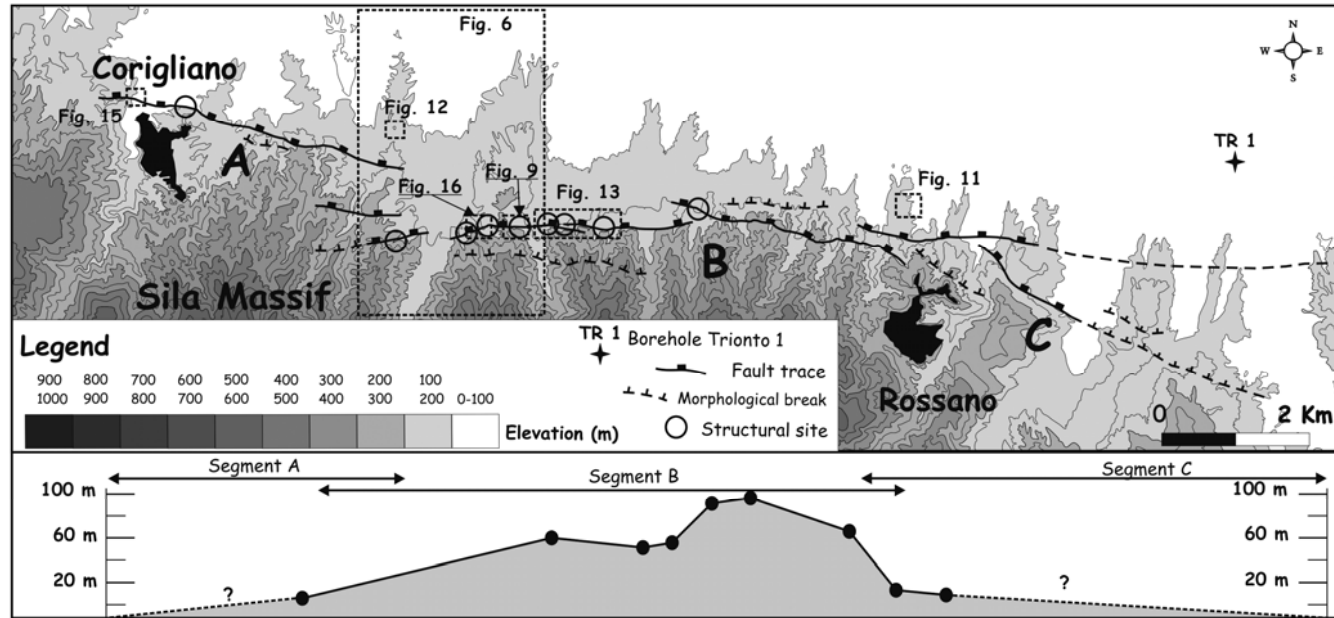 Fig. 6
N
W E
S
Corigliano
Fig. 15
Fig. 12
TR 1
A
Fig. 16
Fig. 9
Fig. 13
Fig. 11
B
Sila Massif
C
Rossano
Legend
900 800 700 600 500 400 300 200 100
1000 900 800 700 600 500 400 300 200 0-100
Elevation (m)
TR 1 Borehole Trionto 1
Fault trace
Morphological break
Structural site
0 2 Km
Segment A
Segment B
Segment C
100 m 100 m
60 m 60 m
20 m 20 m
? ?